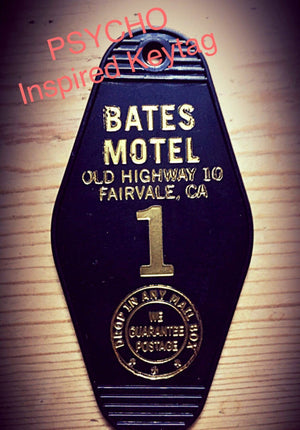 PSYCHO
Inspired Keytag
BATES
MOTEL
OLD HIGHWAY 10
FAIRVALE, CA
1
DROP IN ANY MAIL BOX
WE
GUARANTEE
POSTAGE